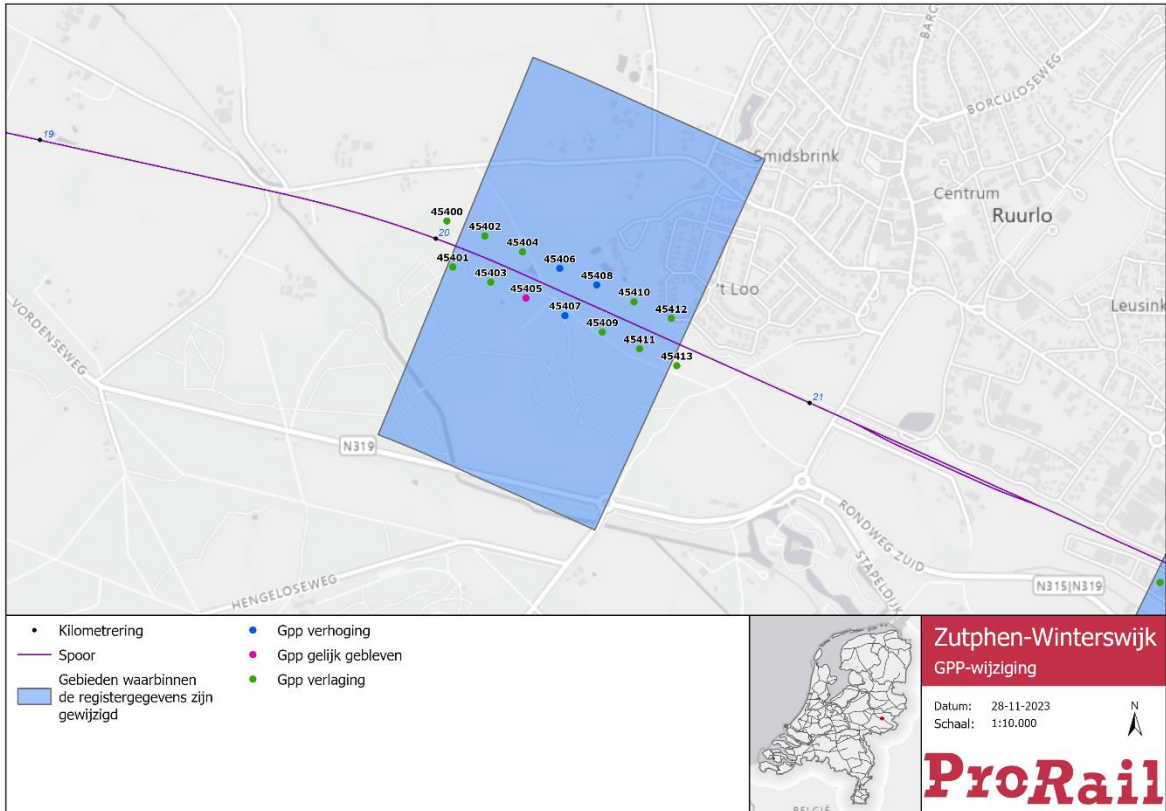 BARCULOSEWEG
BORCULOSEWEG
19
Smidsbrink
Centrum
Ruurlo
45400
45402
20
45404
45401
45406
45403
45408
45405
't Loo
45410
45407
45412
Leusink
45409
45411
45413
VORDENSEWEG
21
N319
RONDWEG ZUID
STAPELDIJK
HENGELOSEWEG
N315|N319
Kilometrering
Spoor
Gebieden waarbinnen
de registergegevens zijn
gewijzigd
Gpp verhoging
Gpp gelijk gebleven
Gpp verlaging
BELGIË
Zutphen-Winterswijk
GPP-wijziging
Datum: 28-11-2023
Schaal: 1:10.000
N
ProRail